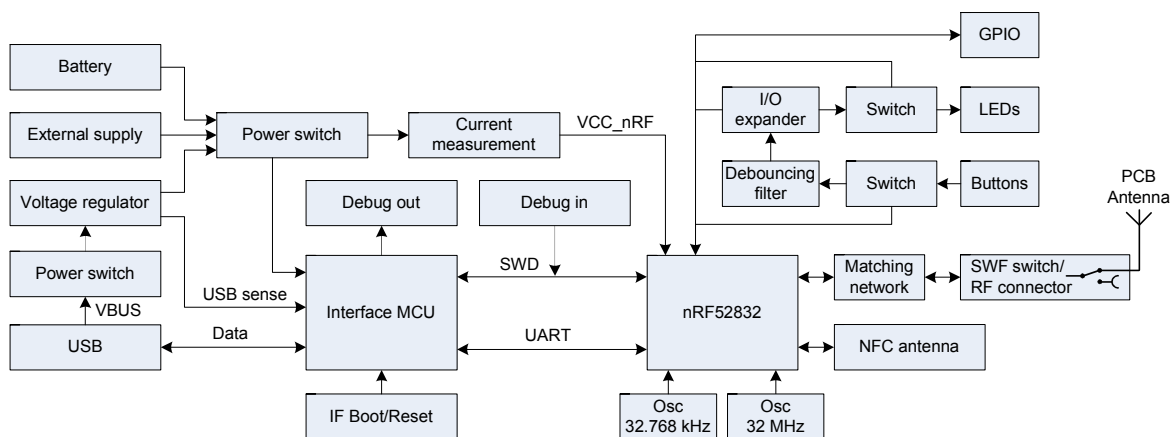 GPIO
Battery
I/O
expander
Switch
LEDs
External supply
Power switch
Current
measurement
VCC_nRF
Debouncing
filter
Switch
Buttons
PCB
Antenna
Voltage regulator
Debug out
Debug in
Power switch
SWD
Matching
network
SWF switch/
RF connector
VBUS
USB sense
Interface MCU
nRF52832
USB
Data
UART
NFC antenna
IF Boot/Reset
Osc
32.768 kHz
Osc
32 MHz